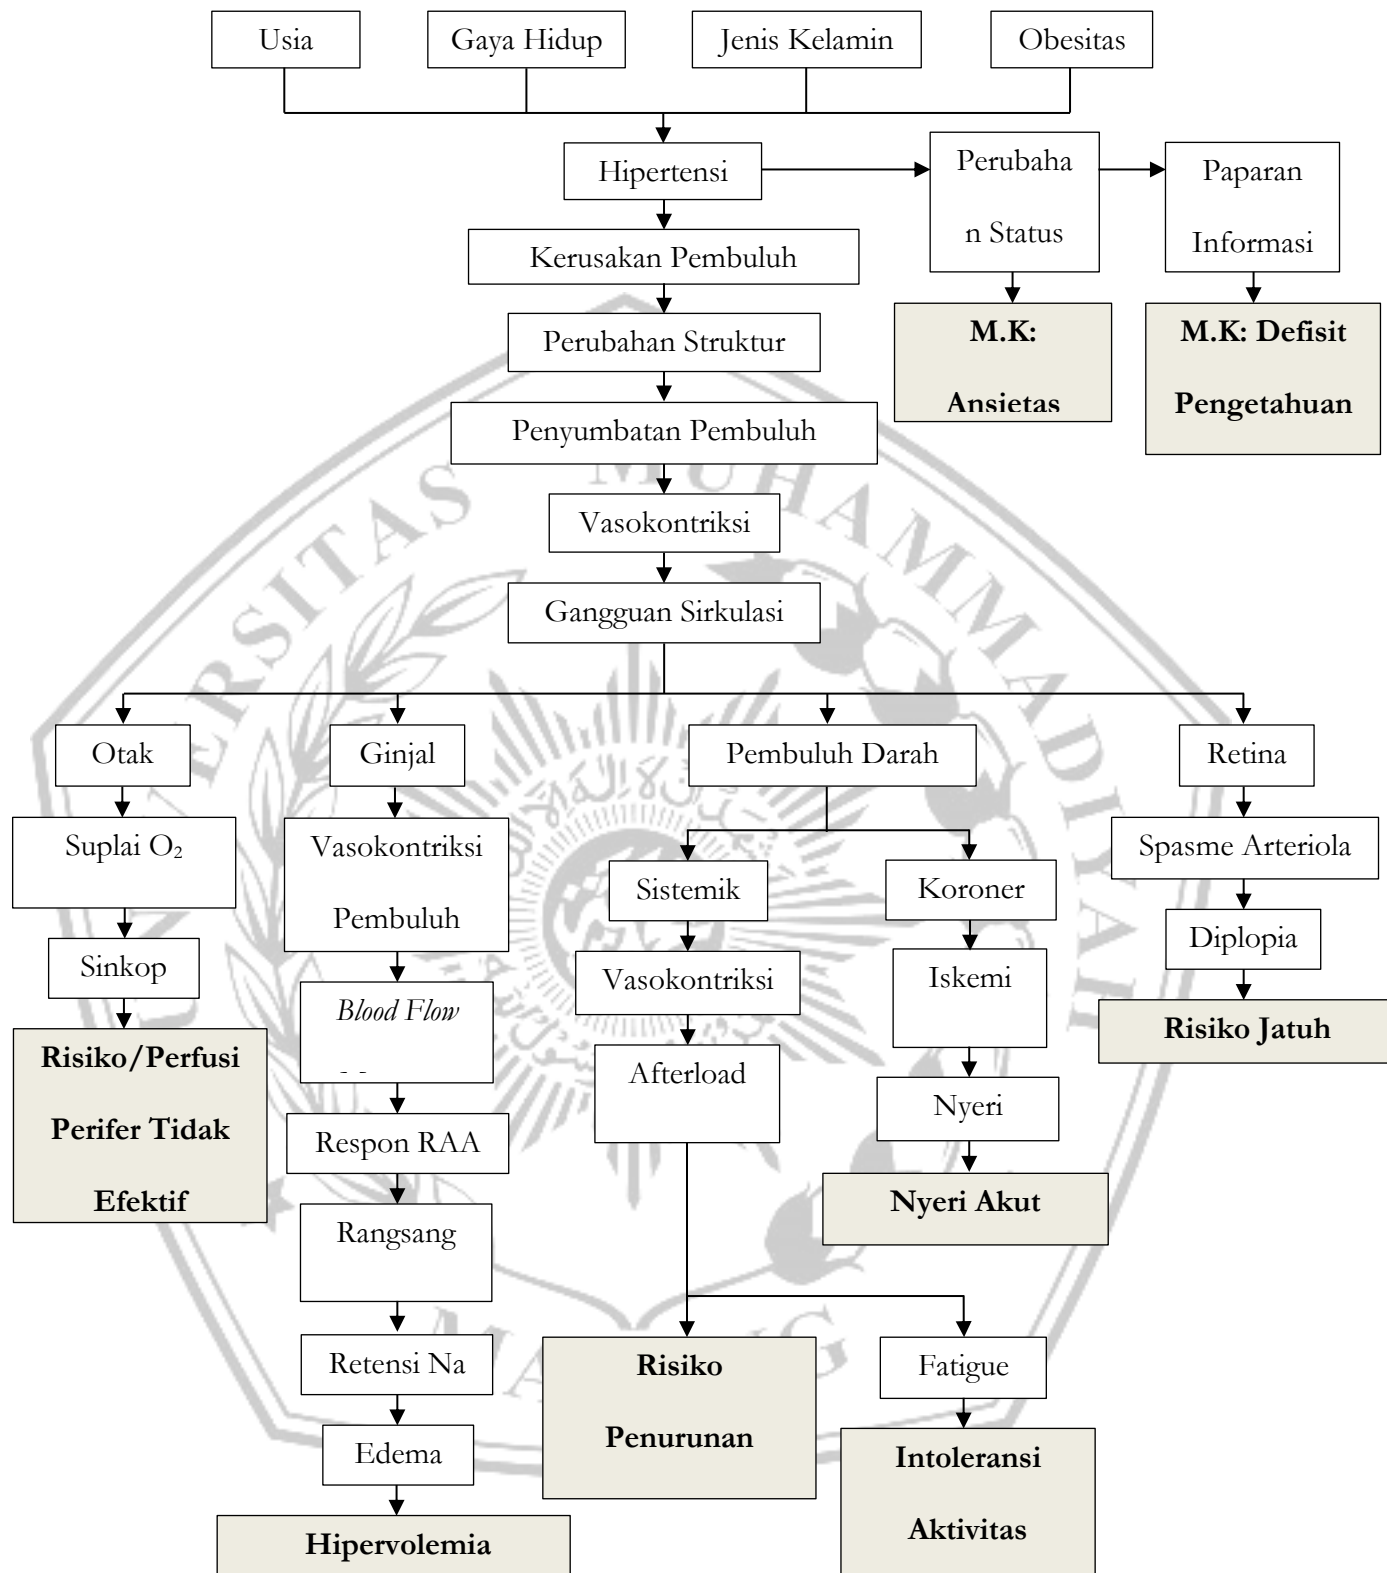 Usia
Gaya Hidup
Jenis Kelamin
Obesitas
Hipertensi
Perubaha
n Status
Paparan
Informasi
Kerusakan Pembuluh
M.K:
Ansietas
M.K: Defisit
Pengetahuan
Perubahan Struktur
Penyumbatan Pembuluh
Vasokontriksi
Gangguan Sirkulasi
Otak
Ginjal
Pembuluh Darah
Retina
Suplai O₂
Vasokontriksi
Pembuluh
Sistemik
Koroner
Spasme Arteriola
Sinkop
Blood Flow
Vasokontriksi
Iskemi
Diplopia
Risiko/Perfusi
Perifer Tidak
Efektif
Respon RAA
Afterload
Nyeri
Risiko Jatuh
Rangsang
Nyeri Akut
Retensi Na
Risiko
Penurunan
Fatigue
Edema
Intoleransi
Aktivitas
Hipervolemia
UNIVERSITAS MUHAMMADIYAH
MALANG